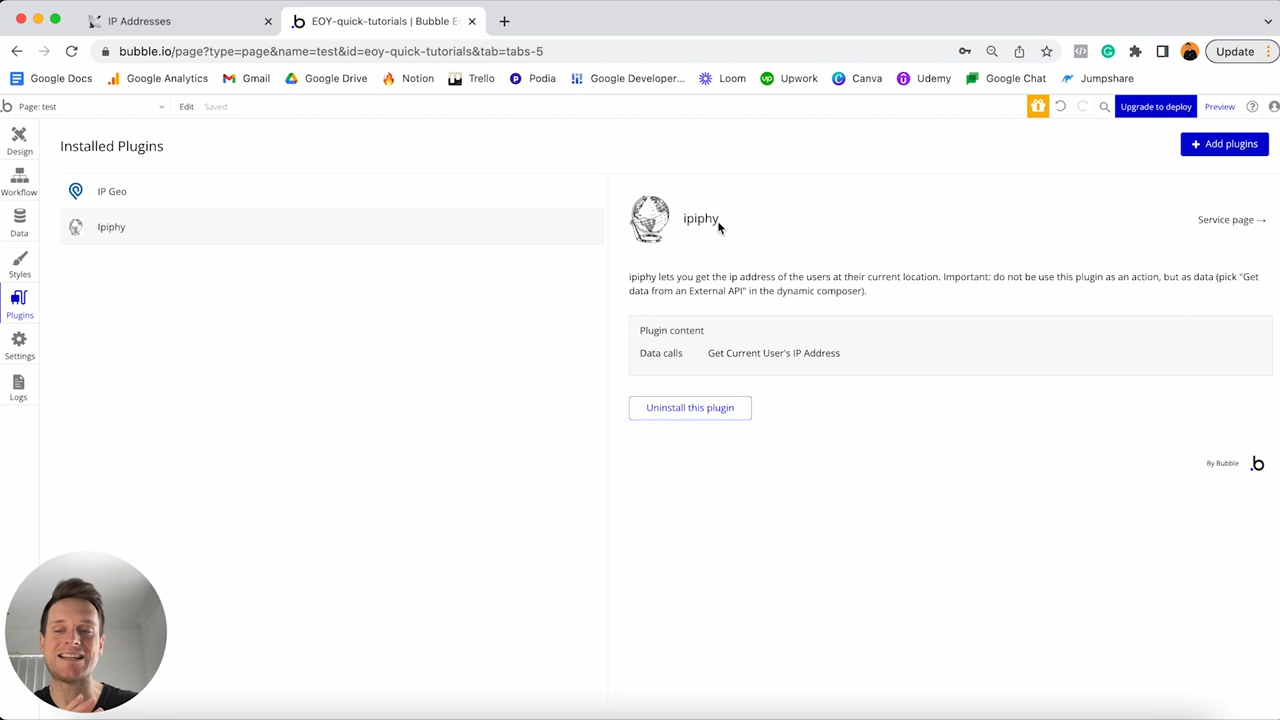 IP Addresses
EOY-quick-tutorials | Bubble E
bubble.io/page?type=page&name=test&id=eoy-quick-tutorials&tab=tabs-5
Update
Google Docs
Google Analytics
Gmail
Google Drive
Notion
Trello
Podia
Google Developer...
Loom
Upwork
Canva
Udemy
Google Chat
Jumpshare
Page: test
Edit
Saved
Upgrade to deploy
Preview
Design
Workflow
Data
Styles
Plugins
Settings
Logs
Installed Plugins
+ Add plugins
IP Geo
Ipiphy
ipiphy
Service page →
ipiphy lets you get the ip address of the users at their current location. Important: do not be use this plugin as an action, but as data (pick "Get
data from an External API" in the dynamic composer).
Plugin content
Data calls Get Current User's IP Address
Uninstall this plugin
By Bubble .b